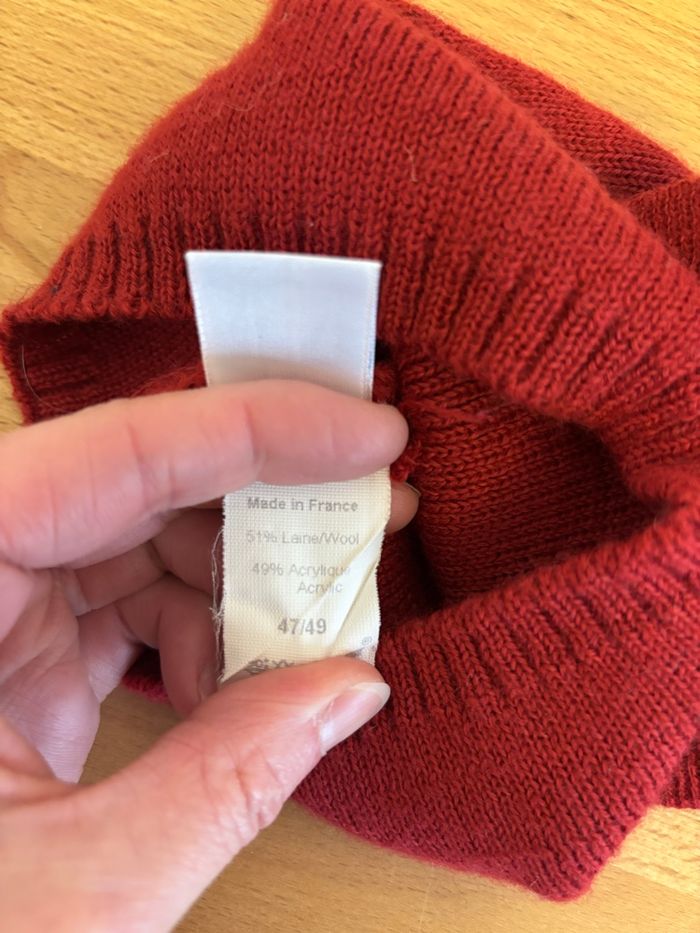 Made in France
51% Laine/Wool
49% Acrylique
Acrylic
47/49
®